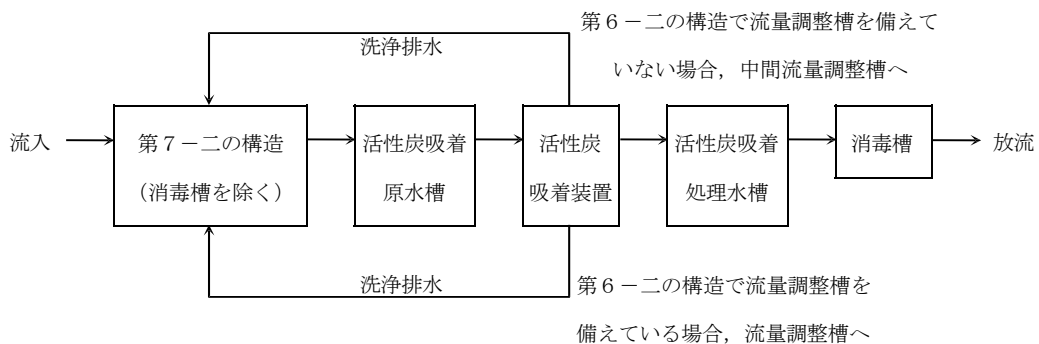 第６－二の構造で流量調整槽を備えて
いない場合，中間流量調整槽へ
洗浄排水
流入
第７－二の構造
（消毒槽を除く）
活性炭吸着
原水槽
活性炭
吸着装置
活性炭吸着
処理水槽
消毒槽
放流
洗浄排水
第６－二の構造で流量調整槽を
備えている場合，流量調整槽へ